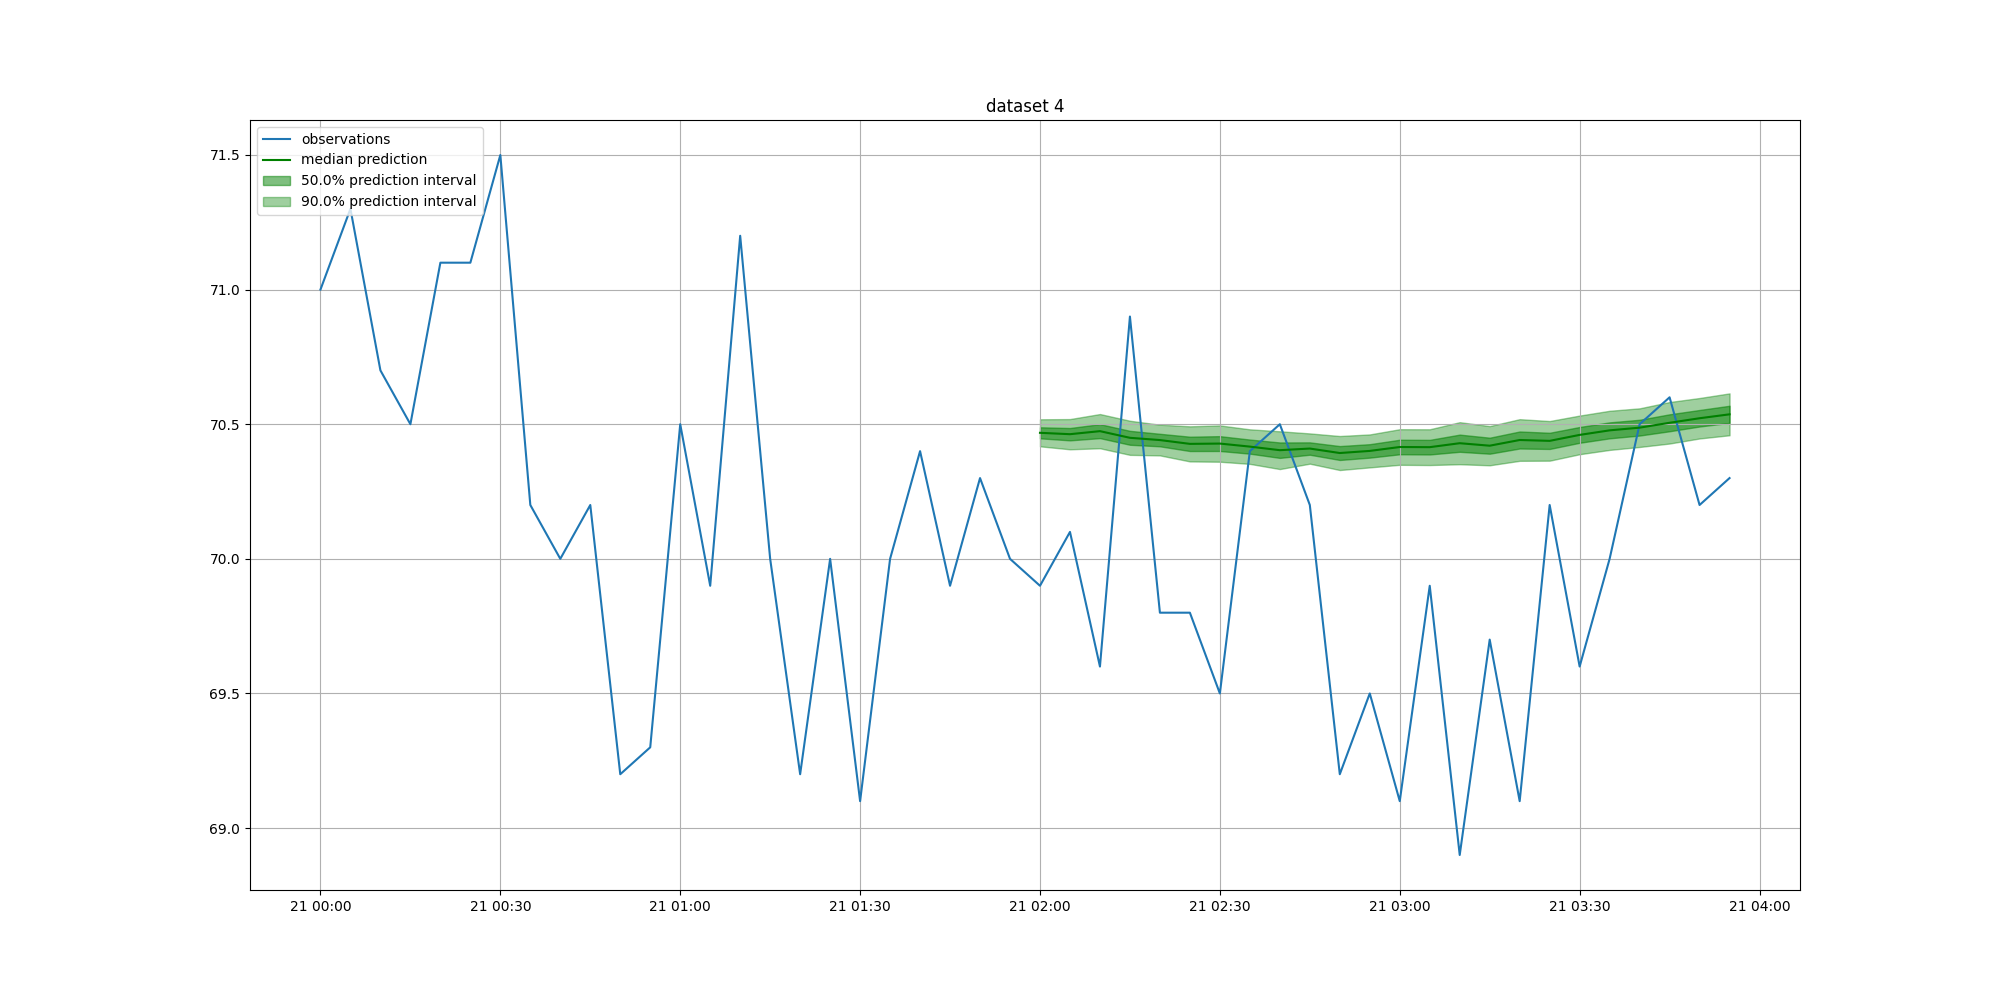 dataset 4
observations
median prediction
50.0% prediction interval
90.0% prediction interval
71.5
71.0
70.5
70.0
69.5
69.0
21 00:00 21 00:30 21 01:00 21 01:30 21 02:00 21 02:30 21 03:00 21 03:30 21 04:00